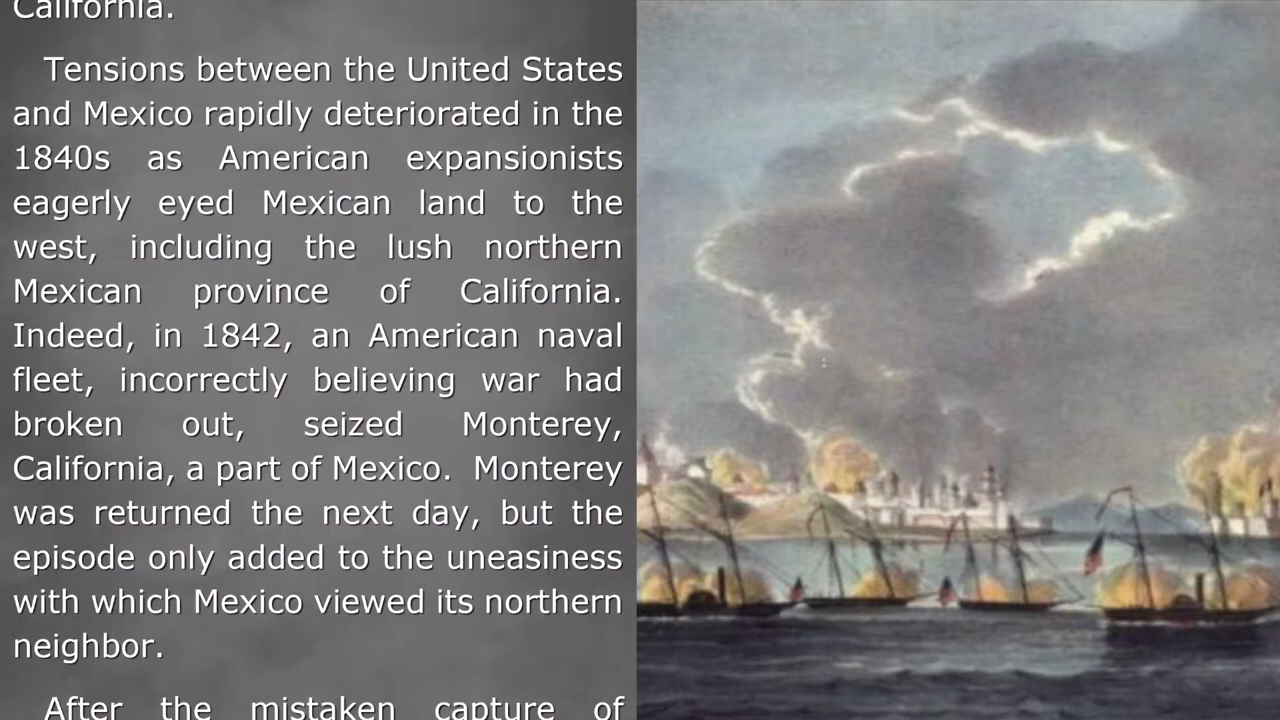 California.
Tensions between the United States
and Mexico rapidly deteriorated in the
1840s as American expansionists
eagerly eyed Mexican land to the
west, including the lush northern
Mexican province of California.
Indeed, in 1842, an American naval
fleet, incorrectly believing war had
broken out, seized Monterey,
California, a part of Mexico. Monterey
was returned the next day, but the
episode only added to the uneasiness
with which Mexico viewed its northern
neighbor.
After the mistaken capture of